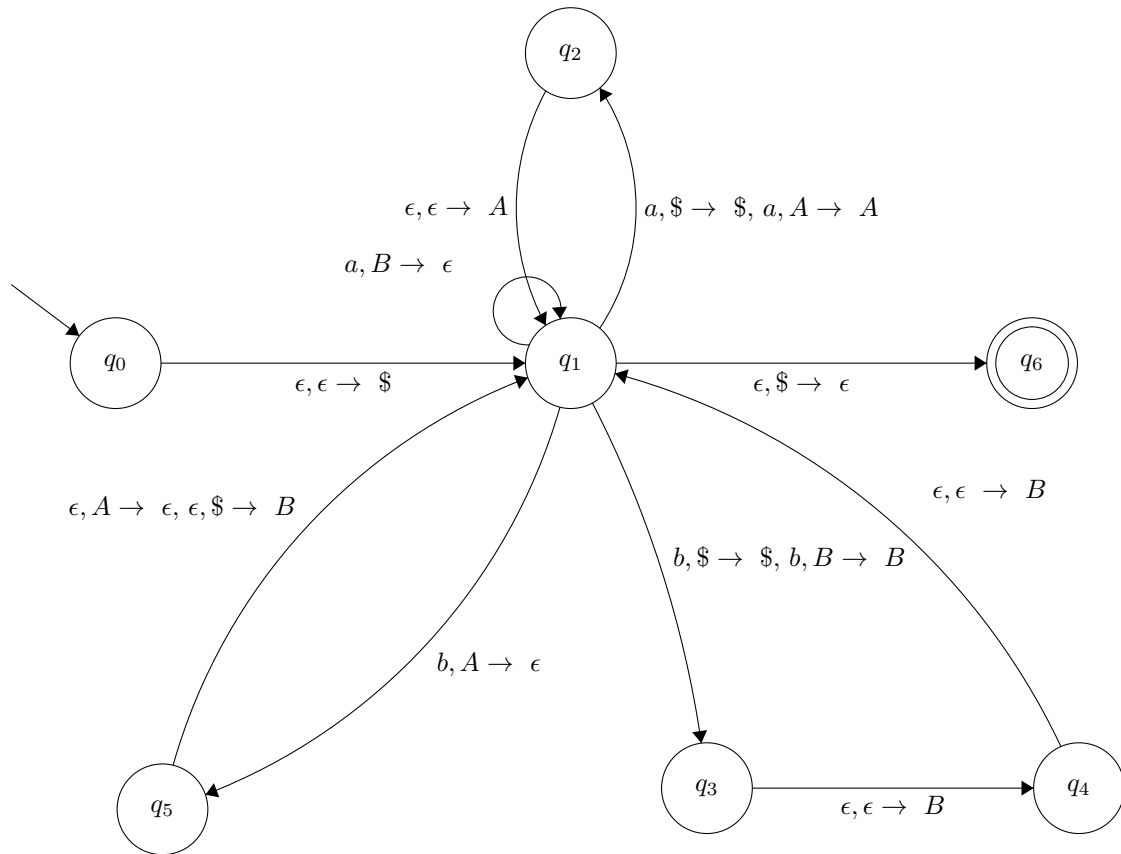 q2
ϵ, ϵ → A
a, $ → $, a, A → A
a, B → ϵ
q0
q1
q6
ϵ, ϵ → $
ϵ, $ → ϵ
ϵ, A → ϵ, ϵ, $ → B
ϵ, ϵ → B
b, $ → $, b, B → B
b, A → ϵ
q5
q3
q4
ϵ, ϵ → B